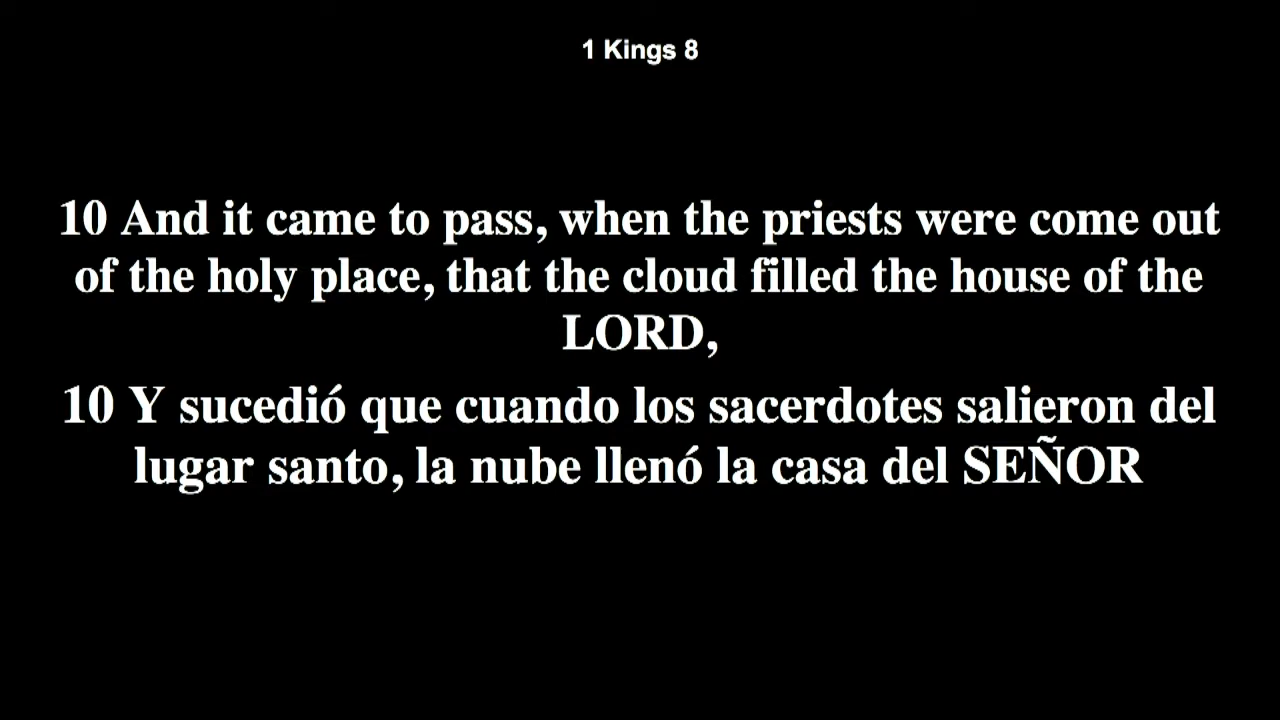 1 Kings 8
10 And it came to pass, when the priests were come out
of the holy place, that the cloud filled the house of the
LORD,
10 Y sucedió que cuando los sacerdotes salieron del
lugar santo, la nube llenó la casa del SEÑOR